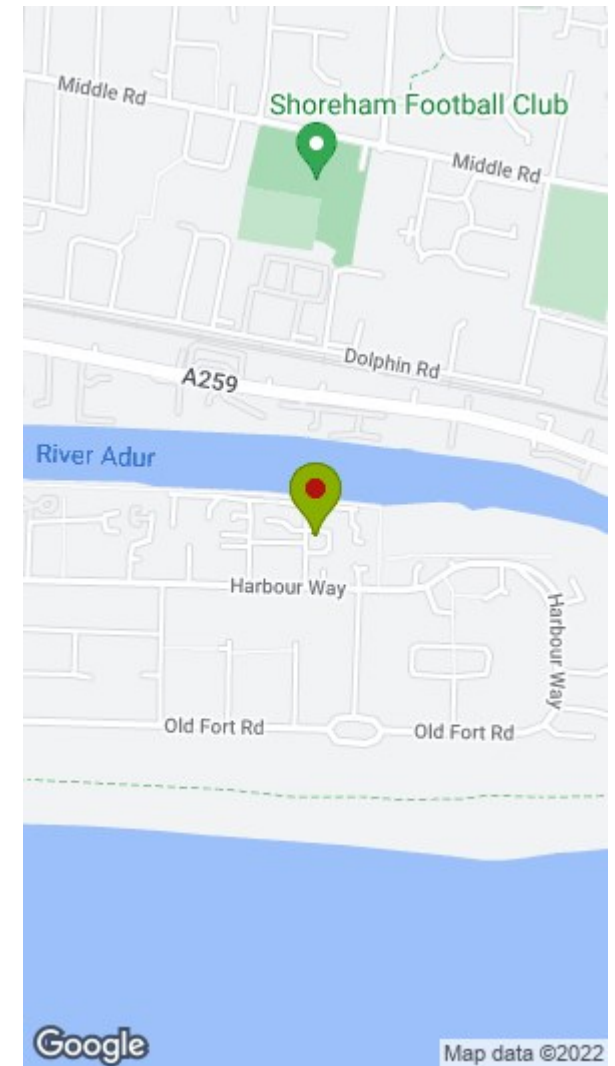 Middle Rd
Shoreham Football Club
Middle Rd
Dolphin Rd
A259
River Adur
Harbour Way
Harbour Way
Old Fort Rd
Old Fort Rd
Google
Map data ©2022